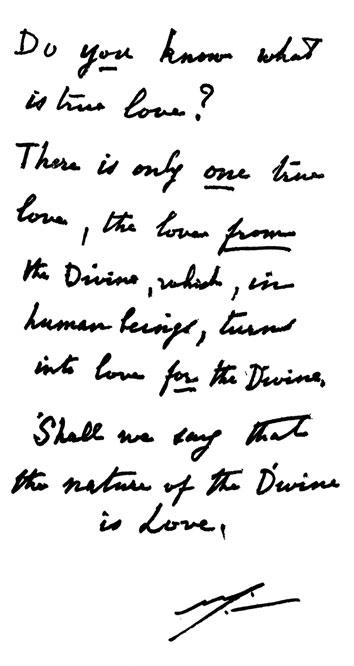 Do you know what
is true love?
There is only one true
love, the love from
the Divine, which, in
human beings, turns
into love for the Divine.
Shall we say that
the nature of the Divine
is Love.